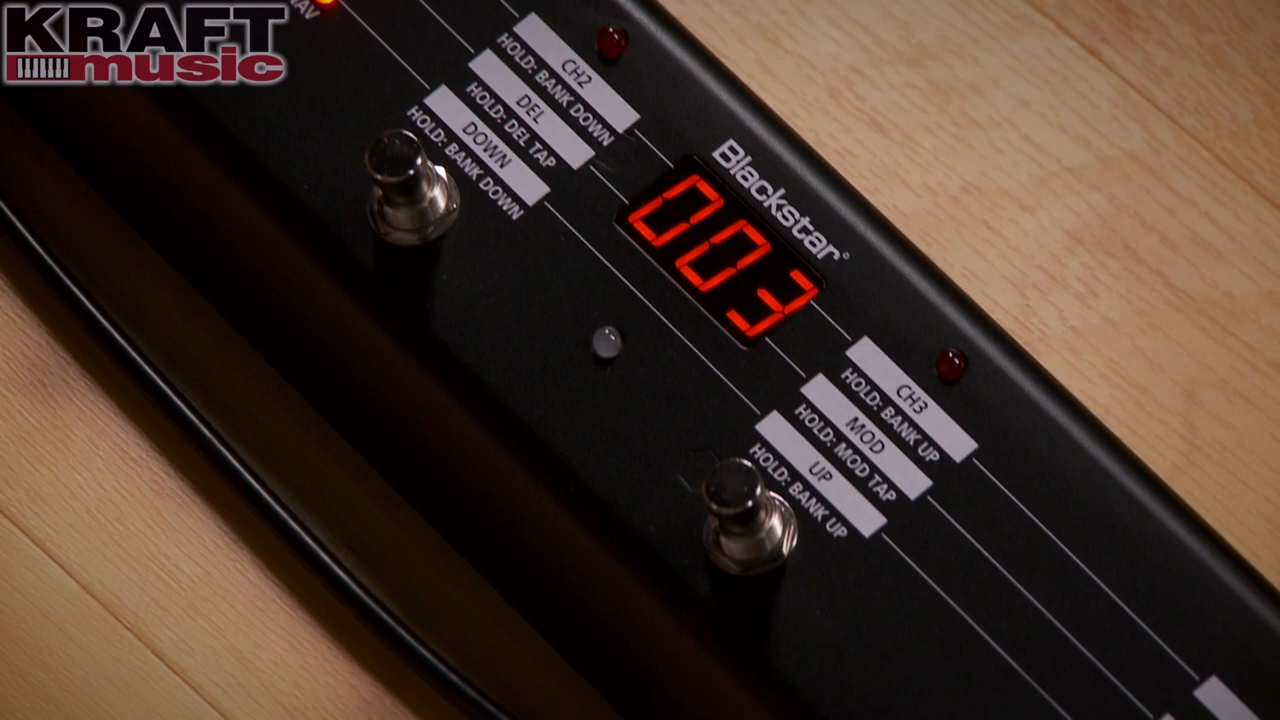 KRAFT
music
CH2
HOLD: BANK DOWN
DEL
HOLD: DEL TAP
DOWN
HOLD: BANK DOWN
Blackstar
003
CH3
HOLD: BANK UP
MOD
HOLD: MOD TAP
UP
HOLD: BANK UP